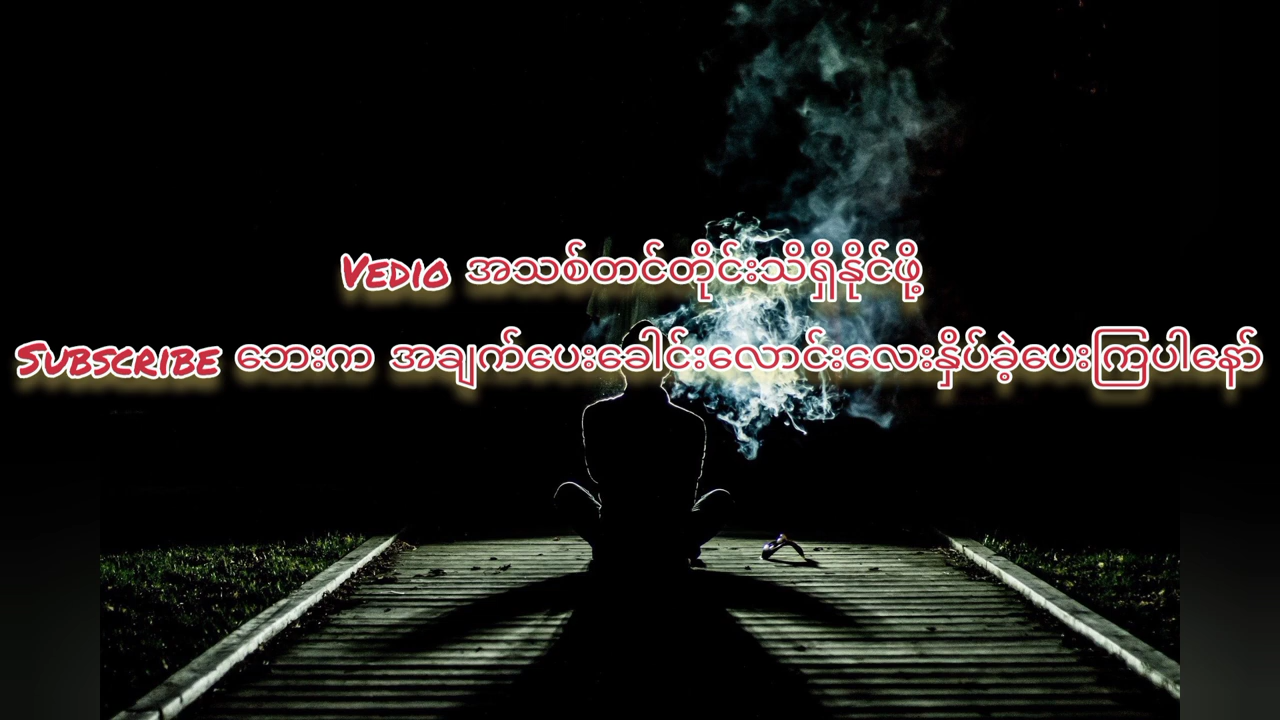 Vedio အသစ်တင်တိုင်းသိရှိနိုင်ဖို့
Subscribe ဘေးက အချက်ပေးခေါင်းလောင်းလေးနှိပ်ခဲ့ပေးကြပါနော်